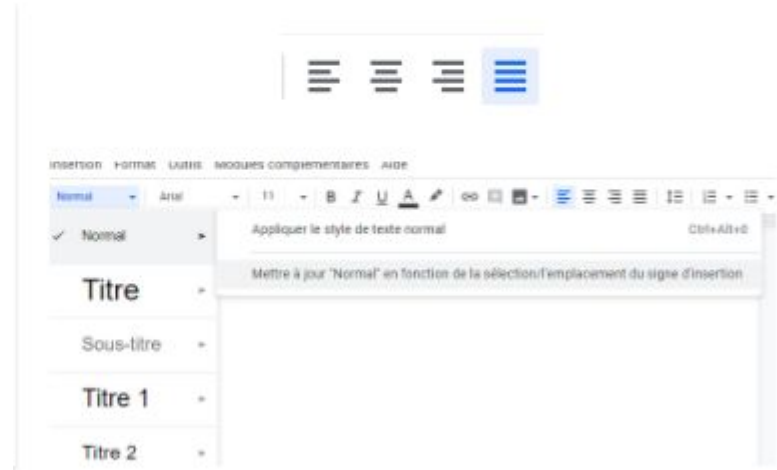 Insertion Format Outils Modules complémentaires Aide
Normal Arial 11 B I U A
Normal
Appliquer le style de texte normal Ctrl+Alt+0
Mettre à jour "Normal" en fonction de la sélection/l'emplacement du signe d'insertion
Titre
Sous-titre
Titre 1
Titre 2